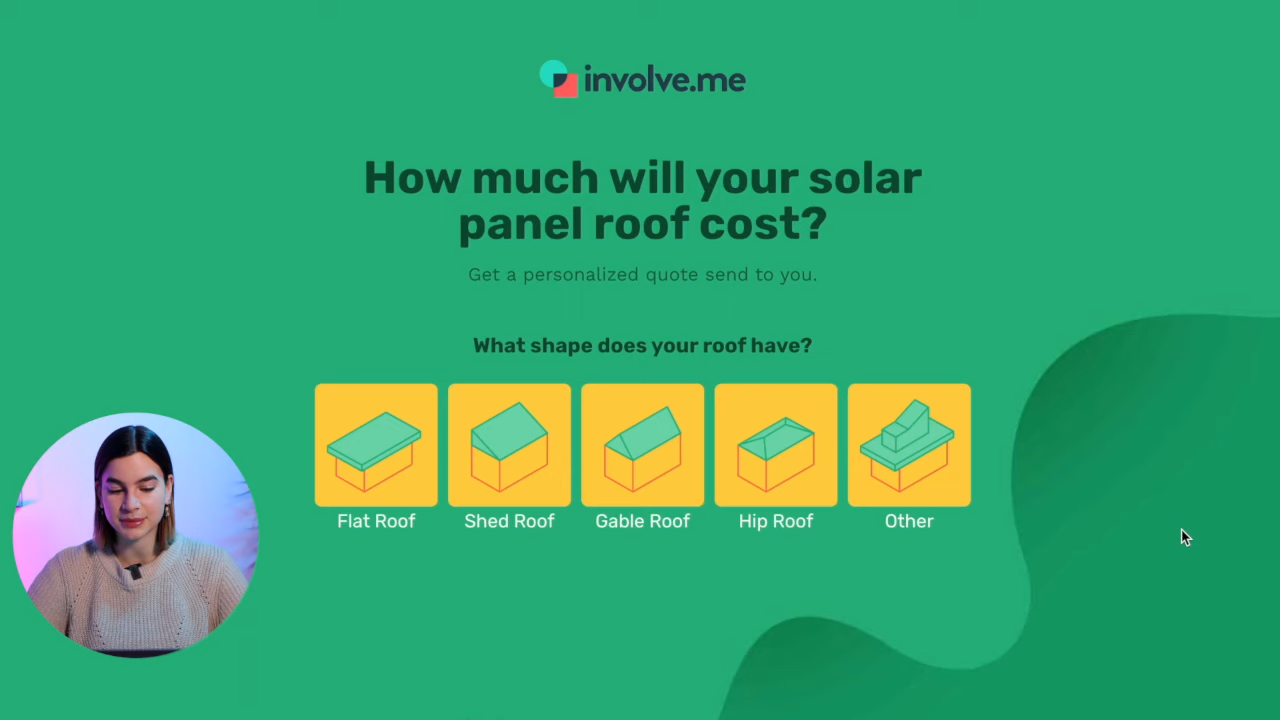 involve.me
How much will your solar
panel roof cost?
Get a personalized quote send to you.
What shape does your roof have?
Flat Roof
Shed Roof
Gable Roof
Hip Roof
Other